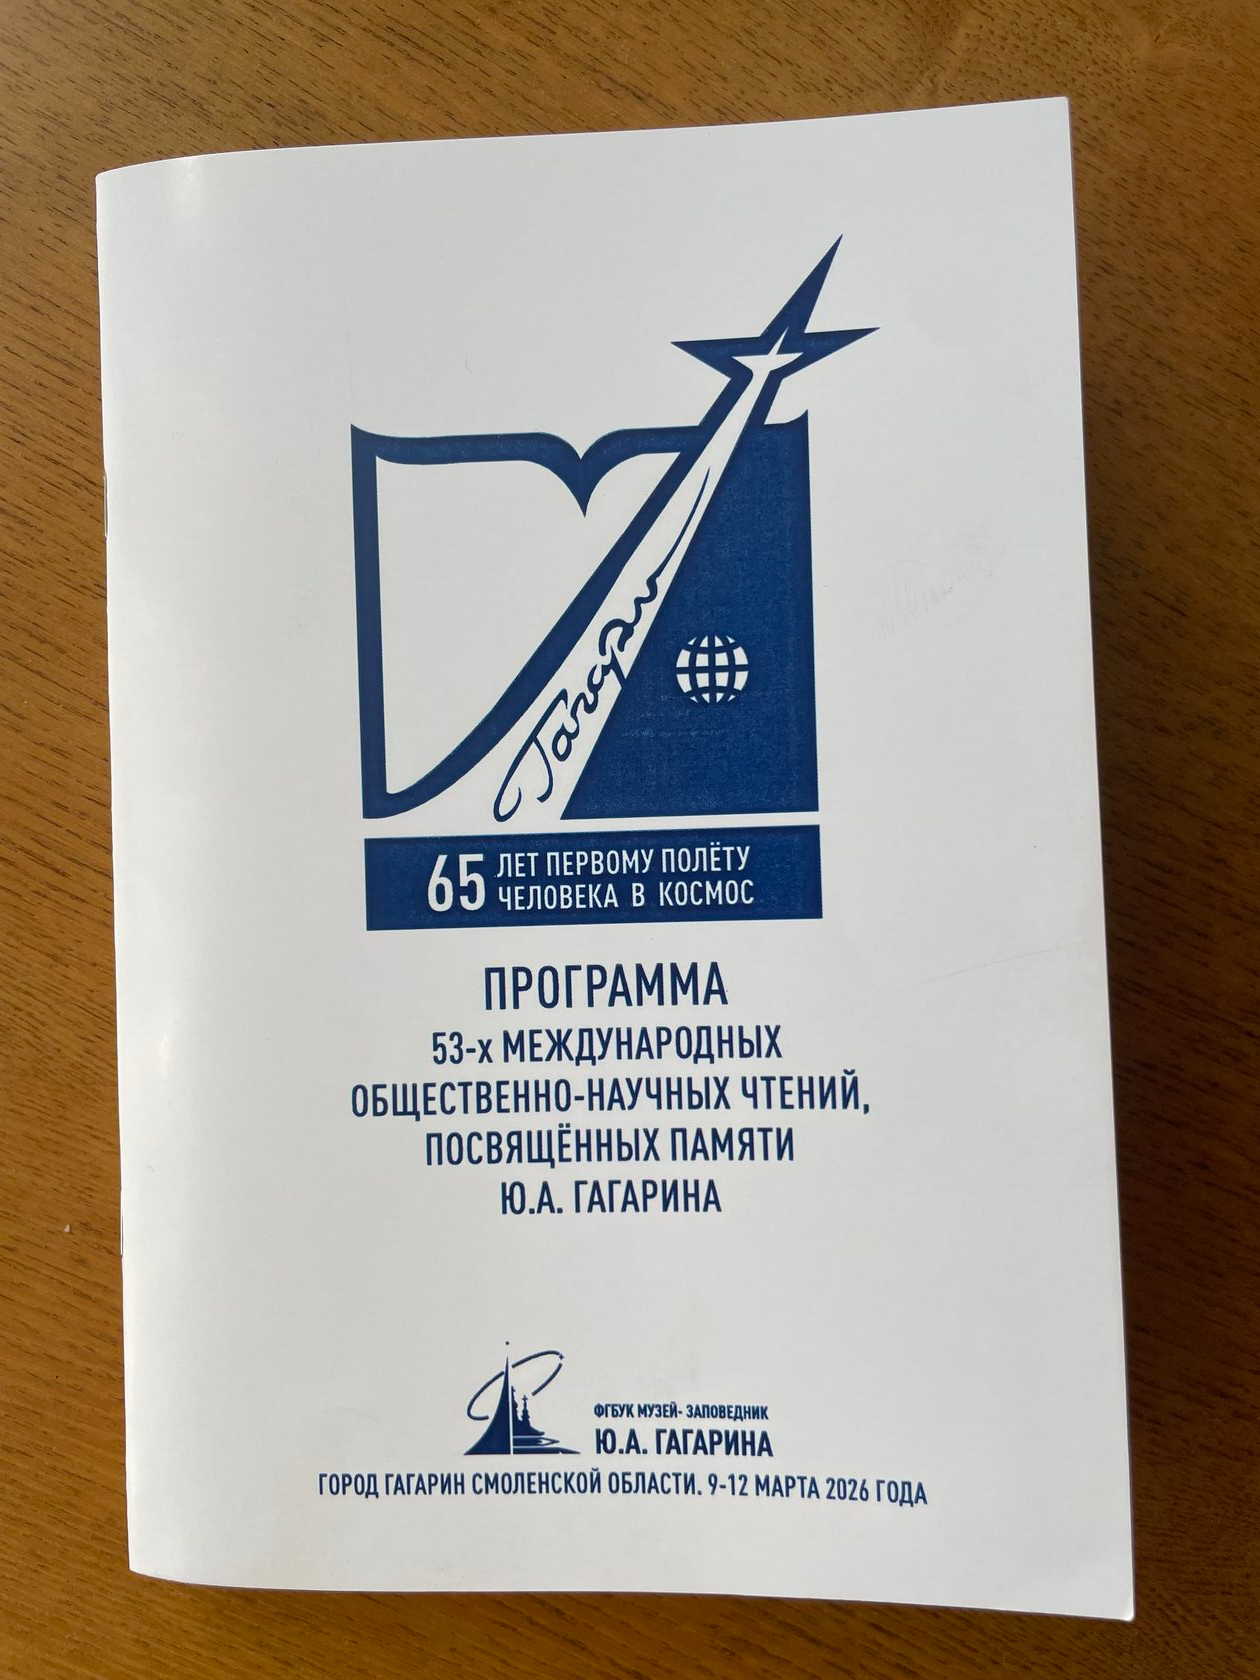 Гагарин
65 ЛЕТ ПЕРВОМУ ПОЛЁТУ
ЧЕЛОВЕКА В КОСМОС
ПРОГРАММА
53-х МЕЖДУНАРОДНЫХ
ОБЩЕСТВЕННО-НАУЧНЫХ ЧТЕНИЙ,
ПОСВЯЩЁННЫХ ПАМЯТИ
Ю.А. ГАГАРИНА
ФГБУК МУЗЕЙ- ЗАПОВЕДНИК
Ю.А. ГАГАРИНА
ГОРОД ГАГАРИН СМОЛЕНСКОЙ ОБЛАСТИ. 9-12 МАРТА 2026 ГОДА